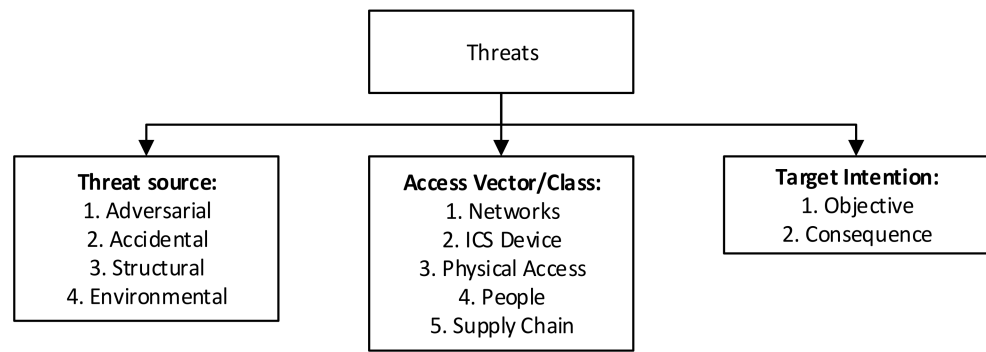 Threats
Threat source:
1. Adversarial
2. Accidental
3. Structural
4. Environmental
Access Vector/Class:
1. Networks
2. ICS Device
3. Physical Access
4. People
5. Supply Chain
Target Intention:
1. Objective
2. Consequence